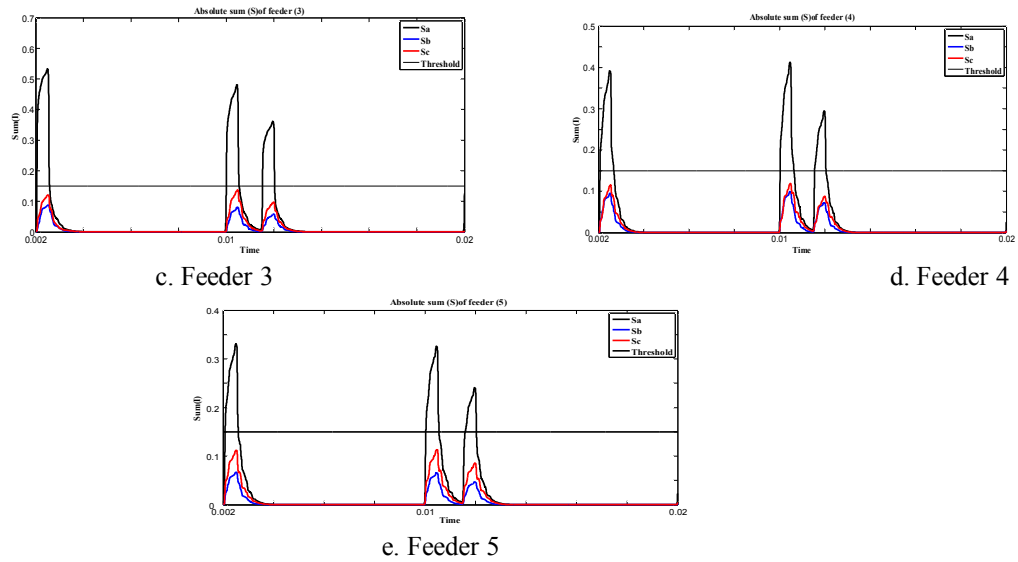 Absolute sum (S)of feeder (3)
0.7
0.6
0.5
0.4
0.3
0.2
0.1
0
Sum(I)
Sa
Sb
Sc
Threshold
0.002
0.01
0.02
Time
c. Feeder 3
Absolute sum (S)of feeder (4)
0.5
0.4
0.3
0.2
0.1
0
Sum(I)
Sa
Sb
Sc
Threshold
0.002
0.01
0.02
Time
d. Feeder 4
Absolute sum (S)of feeder (5)
0.4
0.3
0.2
0.1
0
Sum(I)
Sa
Sb
Sc
Threshold
0.002
0.01
0.02
Time
e. Feeder 5